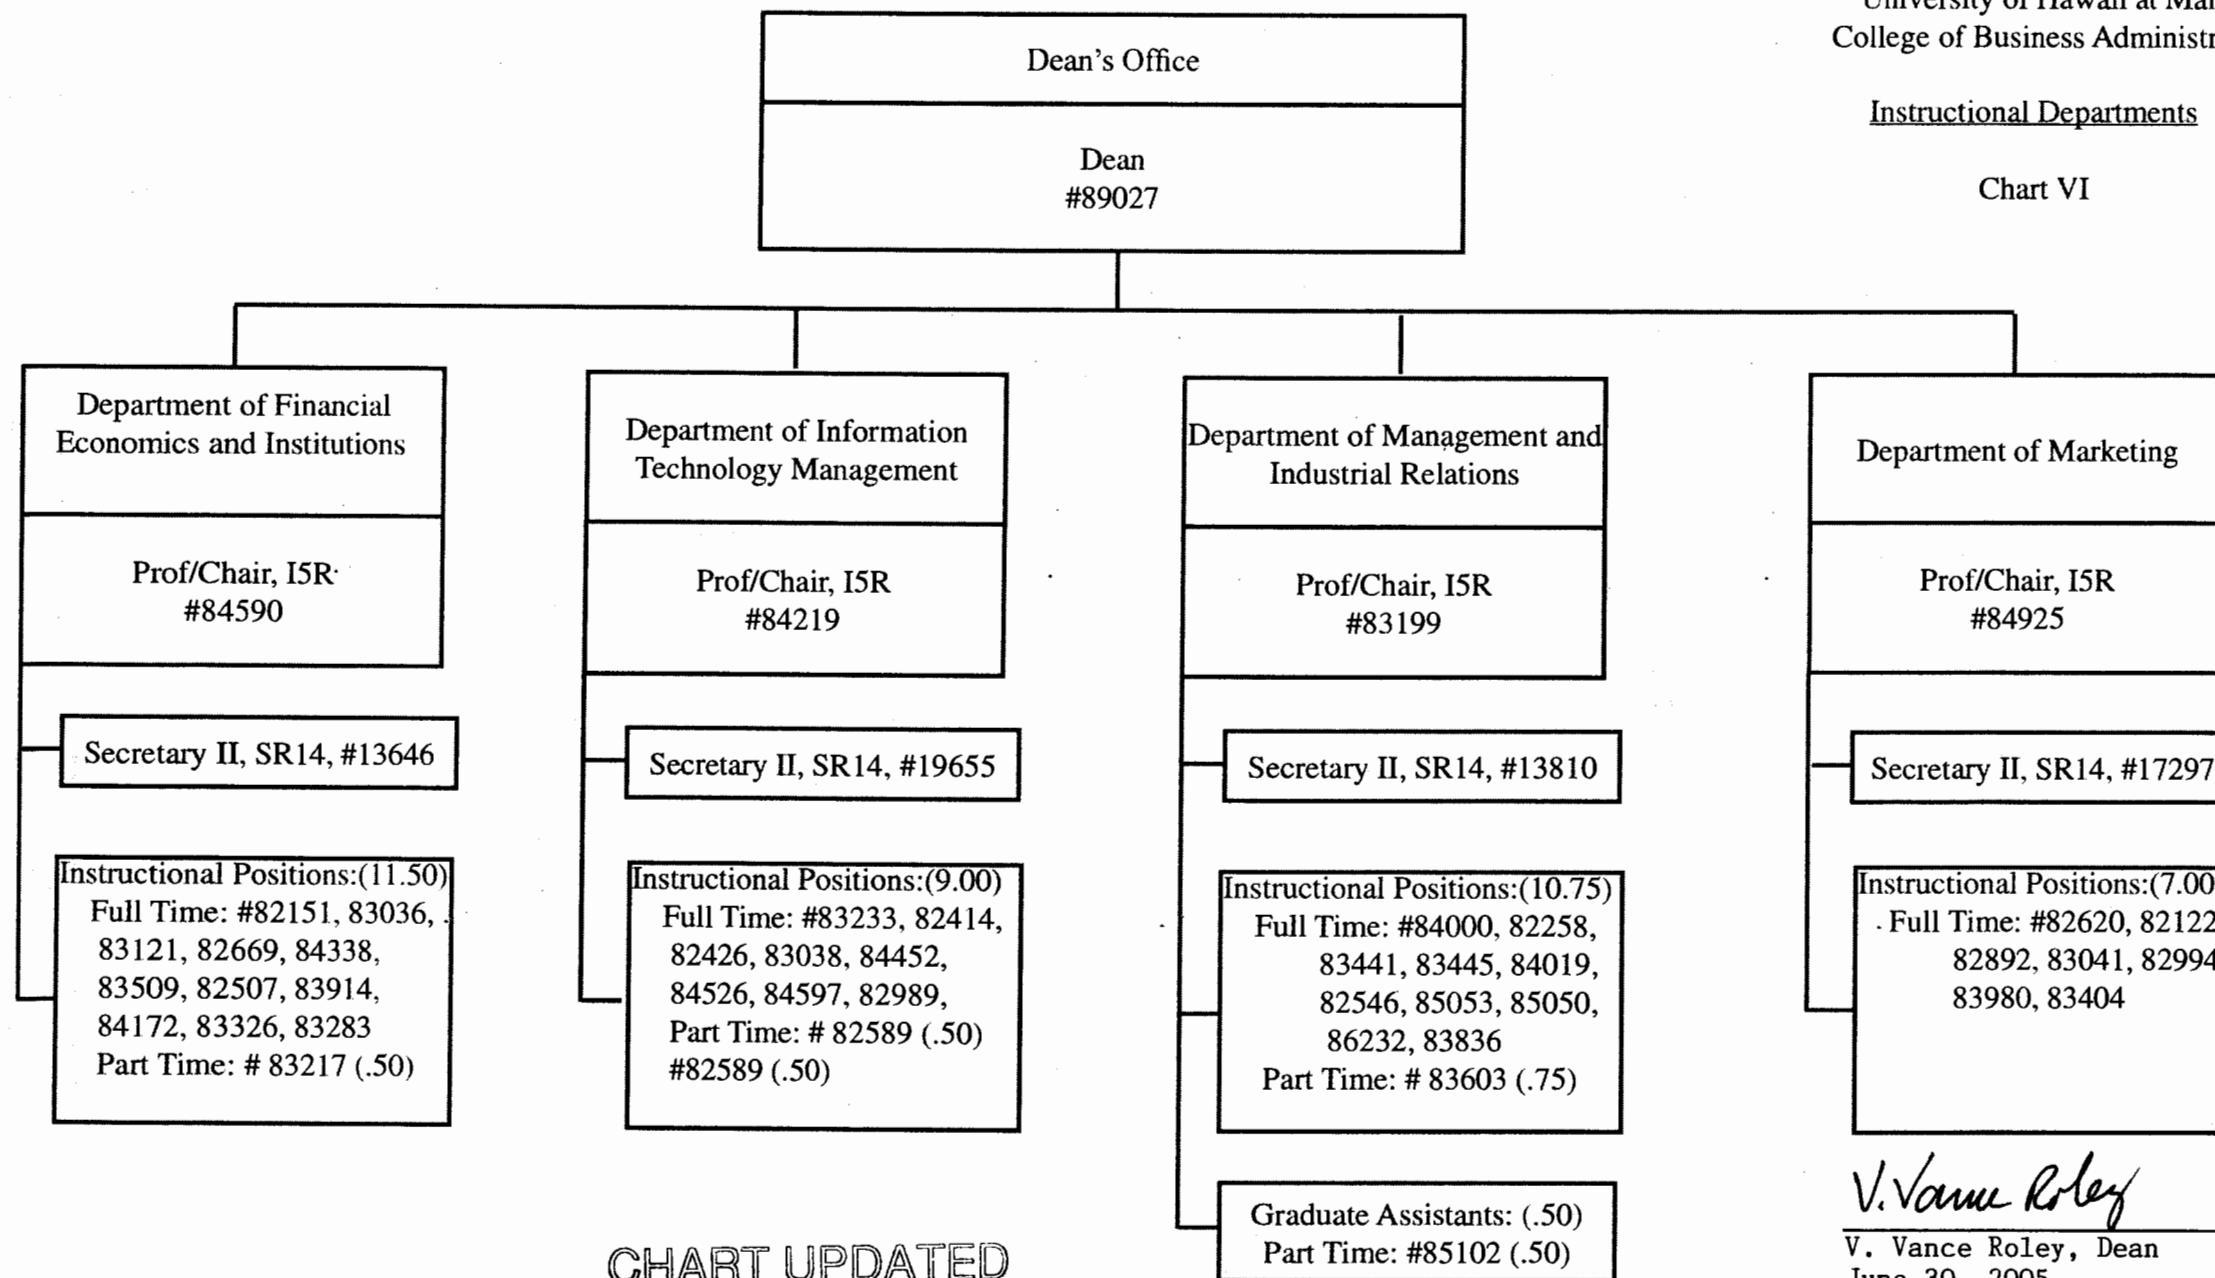 University of Hawaii at
College of Business
Instructional Departments
Chart VI
Dean's Office
Dean
#89027
Department of Financial
Economics and Institutions
Prof/Chair, I5R
#84590
Secretary II, SR14, #13646
Instructional Positions:(11.50)
Full Time: #82151, 83036,
83121, 82669, 84338,
83509, 82507, 83914,
84172, 83326, 83283
Part Time: # 83217 (.50)
Department of Information
Technology Management
Prof/Chair, I5R
#84219
Secretary II, SR14, #19655
Instructional Positions:(9.00)
Full Time: #83233, 82414,
82426, 83038, 84452,
84526, 84597, 82989,
Part Time: # 82589 (.50)
#82589 (.50)
Department of Management and
Industrial Relations
Prof/Chair, I5R
#83199
Secretary II, SR14, #13810
Instructional Positions:(10.75)
Full Time: #84000, 82258,
83441, 83445, 84019,
82546, 85053, 85050,
86232, 83836
Part Time: # 83603 (.75)
Graduate Assistants: (.50)
Part Time: #85102 (.50)
Department of Marketing
Prof/Chair, I5R
#84925
Secretary II, SR14, #17297
Instructional Positions:(7.00
Full Time: #82620, 82122
82892, 83041, 82994
83980, 83404
V. Vance Roley
V. Vance Roley, Dean
June 30, 2005
CHART UPDATED